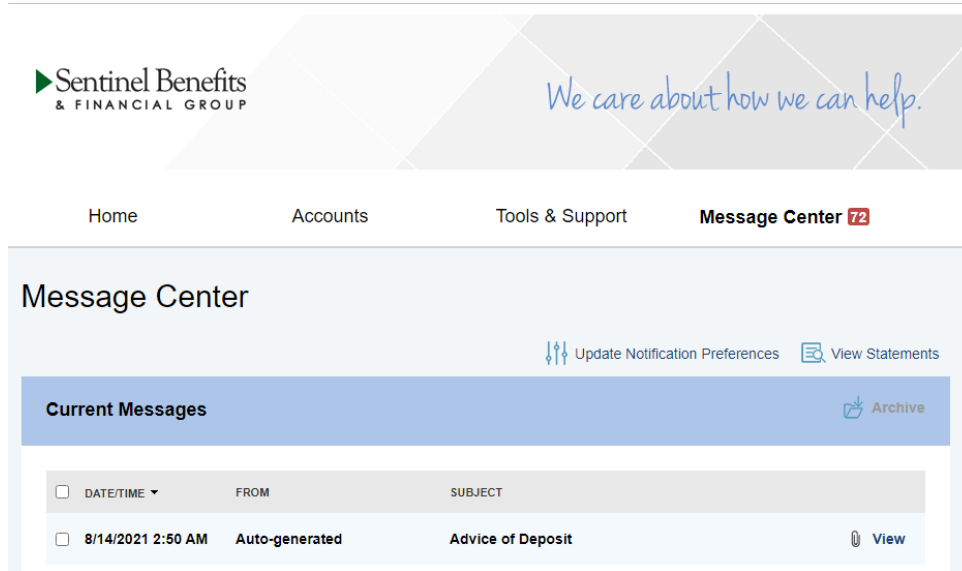 Sentinel Benefits
& FINANCIAL GROUP
We care about how we can help.
Home Accounts Tools & Support Message Center 72
Message Center
Update Notification Preferences View Statements
Current Messages Archive
DATE/TIME FROM SUBJECT
8/14/2021 2:50 AM Auto-generated Advice of Deposit View